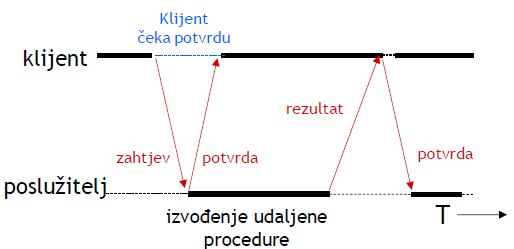 Klijent
čeka potvrdu
klijent
rezultat
zahtjev
potvrda
potvrda
poslužitelj
izvođenje udaljene
procedure
T